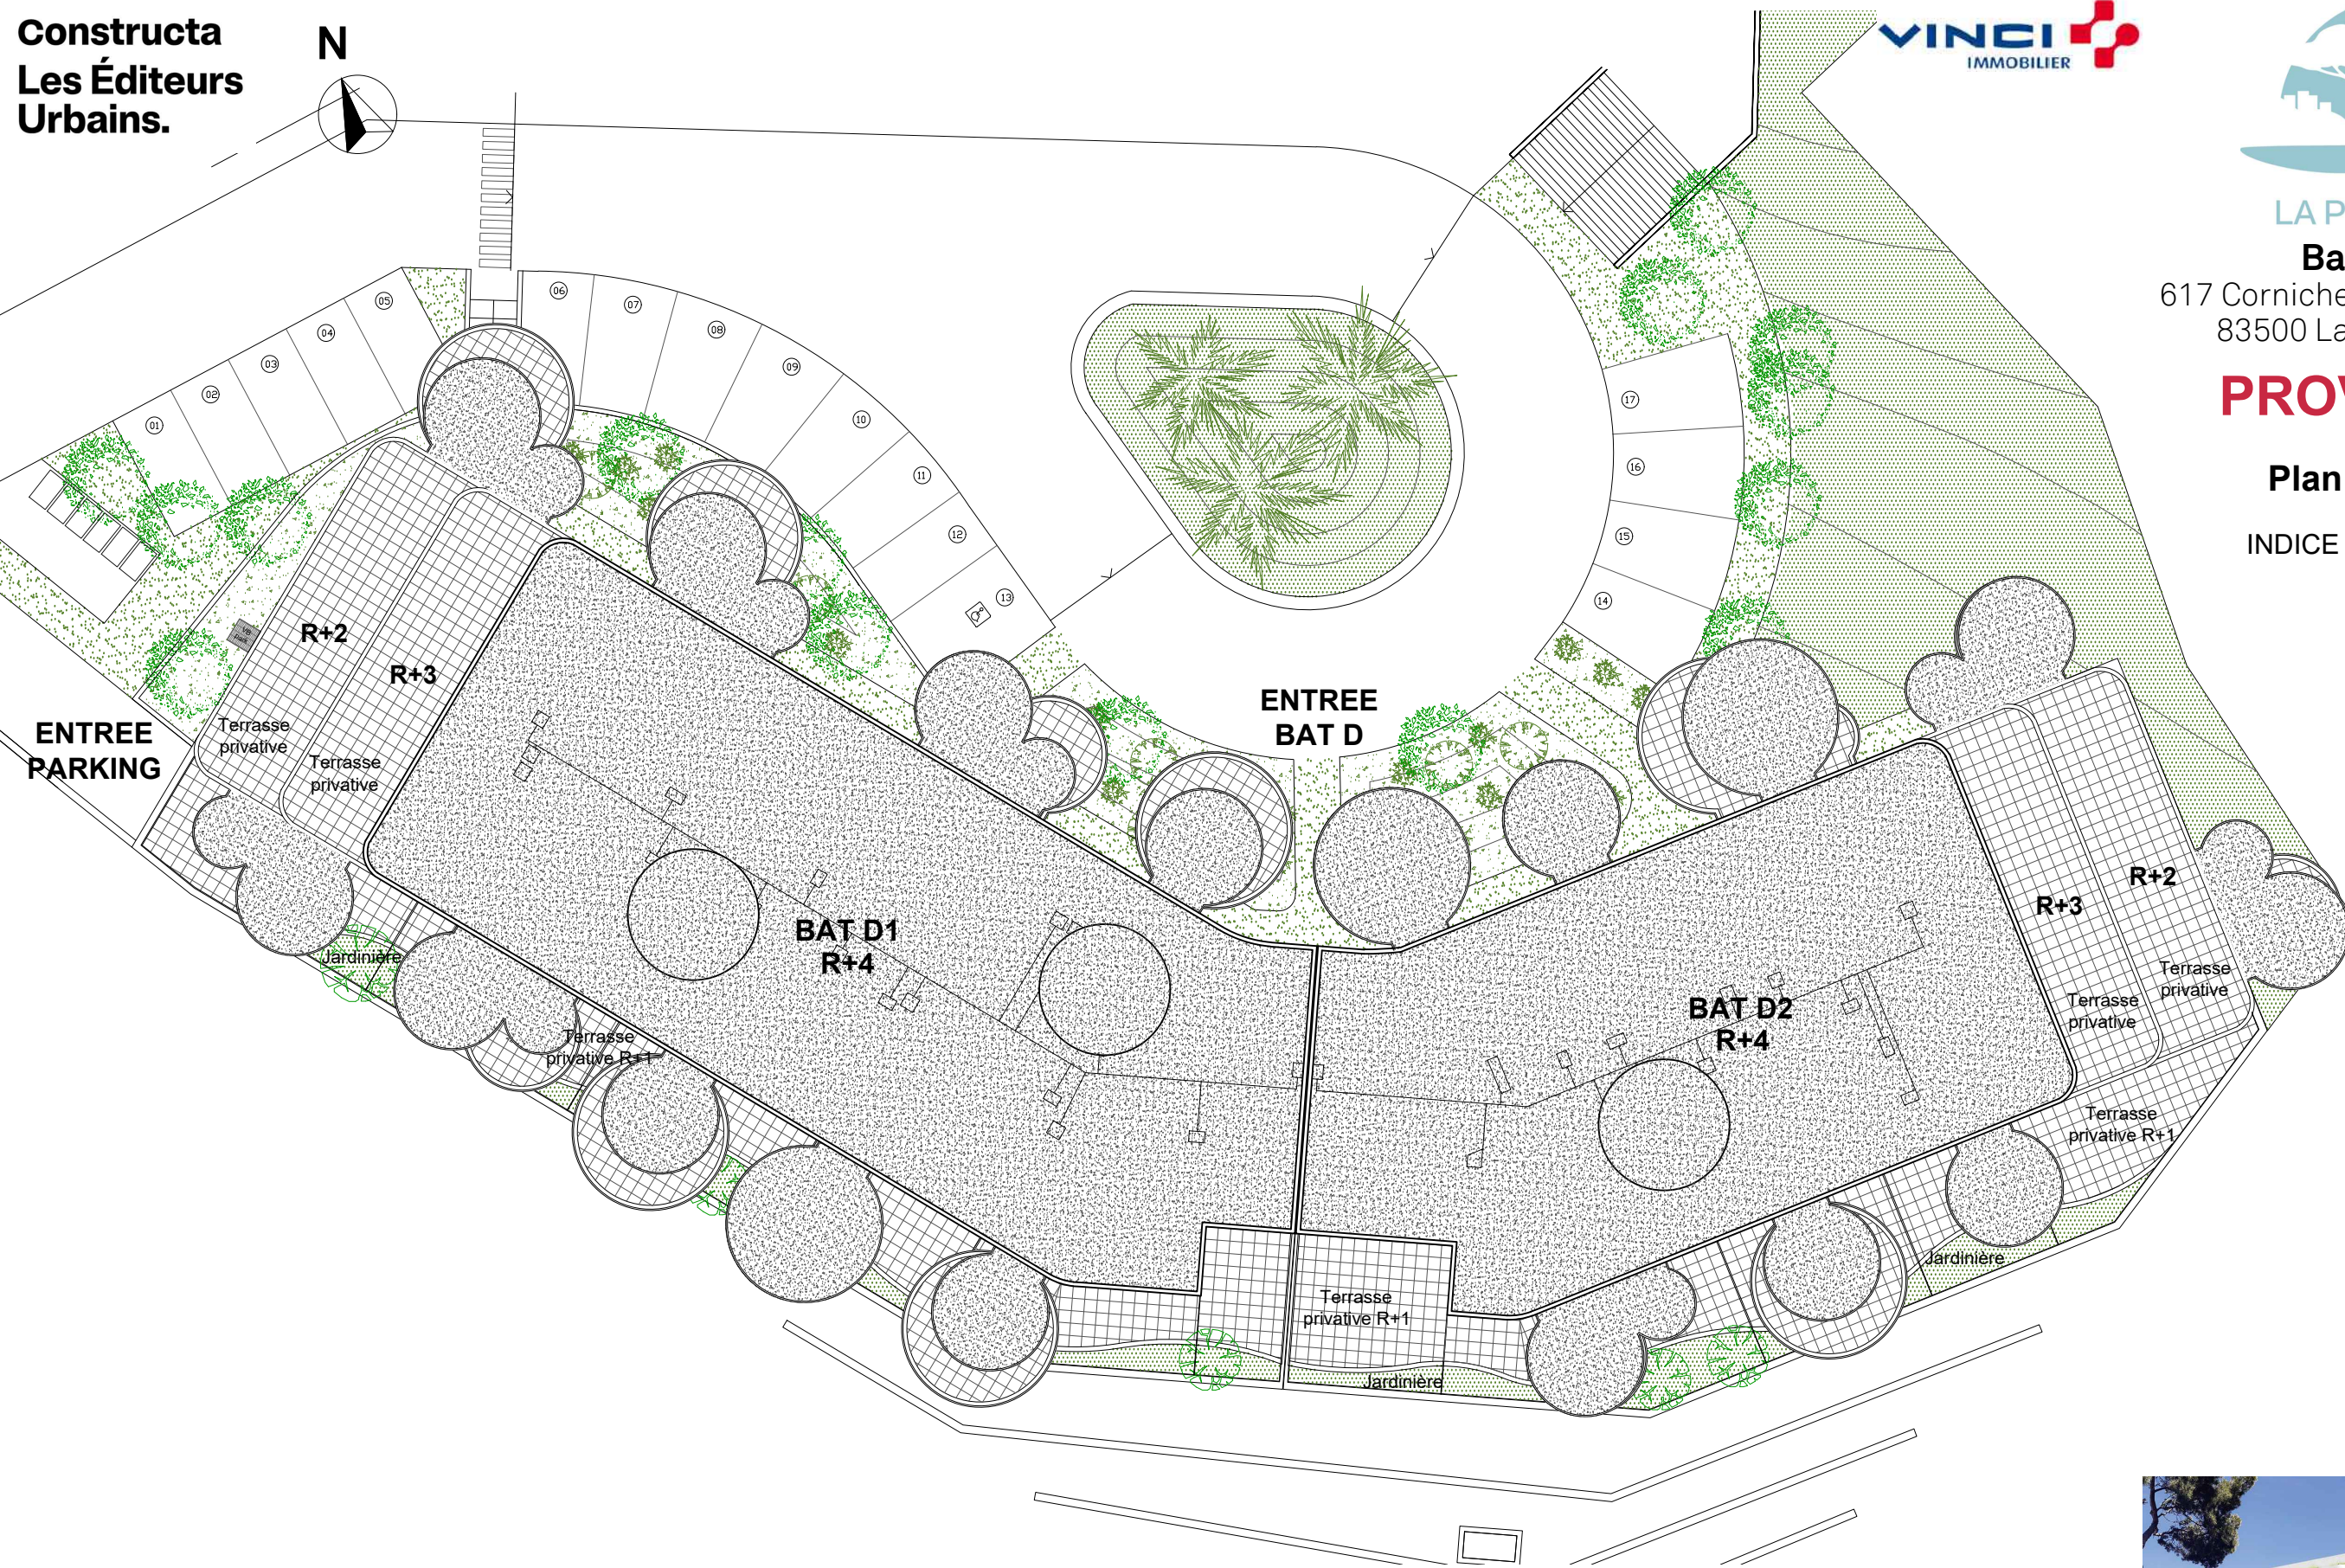 Constructa
Les Éditeurs
Urbains.
N
VINCI
IMMOBILIER
LA P
Ba
617 Corniche
83500 La
PROV
Plan
INDICE
05
04
03
02
01
06
07
08
09
10
11
12
13
17
16
15
14
R+2
R+3
Terrasse
privative
Terrasse
privative
ENTREE
PARKING
ENTREE
BAT D
BAT D1
R+4
BAT D2
R+4
R+2
R+3
Terrasse
privative
Terrasse
privative
Terrasse
privative R+1
Jardinière
Terrasse
privative R+1
Terrasse
privative R+1
Jardinière
Jardinière